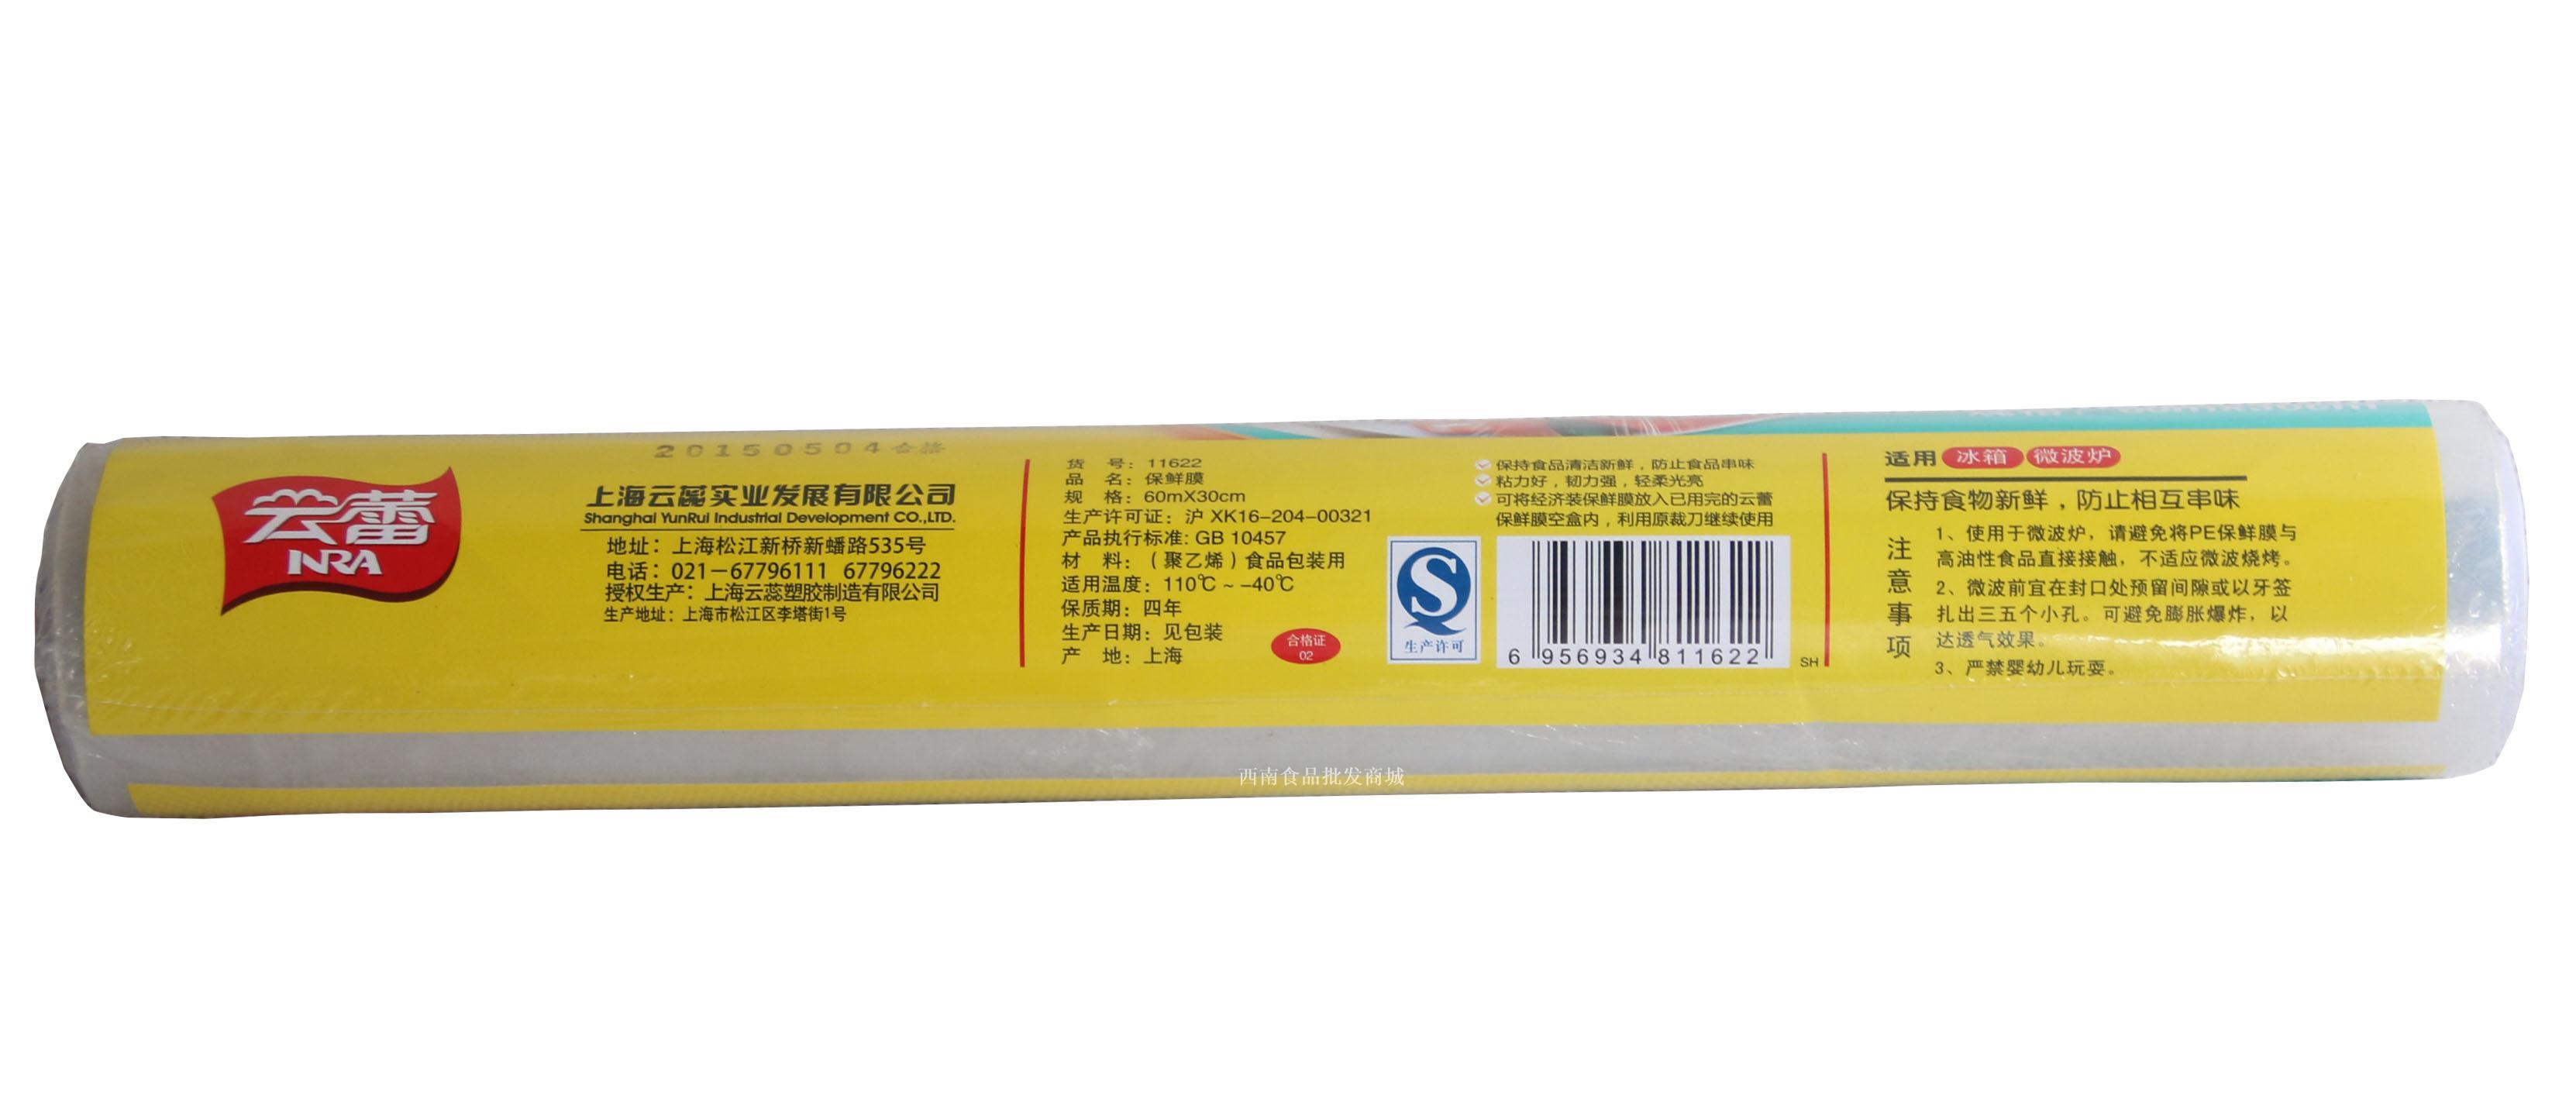 20150504合格
云蕾
INRA
上海云蕊实业发展有限公司
Shanghai YunRui Industrial Development CO.,LTD.
地址：上海松江新桥新蟠路535号
电话：021－67796111 67796222
授权生产：上海云蕊塑胶制造有限公司
生产地址：上海市松江区李塔街1号
货 号：11622
品 名：保鲜膜
规 格：60mX30cm
生产许可证：沪 XK16-204-00321
产品执行标准: GB 10457
材 料：（聚乙烯）食品包装用
适用温度：110℃ ~ -40℃
保质期：四年
生产日期：见包装
产 地：上海
合格证
02
保持食品清洁新鲜，防止食品串味
粘力好，韧力强，轻柔光亮
可将经济装保鲜膜放入已用完的云蕾
保鲜膜空盒内，利用原裁刀继续使用
生产许可
6 956934 811622
SH
适用 冰箱 微波炉
保持食物新鲜，防止相互串味
注意事项
1、使用于微波炉，请避免将PE保鲜膜与
高油性食品直接接触，不适应微波烧烤。
2、微波前宜在封口处预留间隙或以牙签
扎出三五个小孔。可避免膨胀爆炸，以
达透气效果。
3、严禁婴幼儿玩耍。
西南食品批发商城